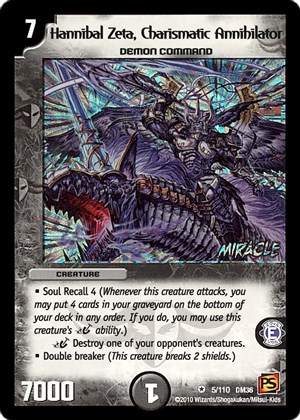 7 Hannibal Zeta, Charismatic Annihilator
DEMON COMMAND
MIRACLE
CREATURE
• Soul Recall 4 (Whenever this creature attacks, you
may put 4 cards in your graveyard on the bottom of
your deck in any order. If you do, you may use this
creature's ability.)
Destroy one of your opponent's creatures.
• Double breaker (This creature breaks 2 shields.)
E
7000
1
5/110 DM36
©2010 Wizards/Shogakukan/Mitsui-Kids
PS